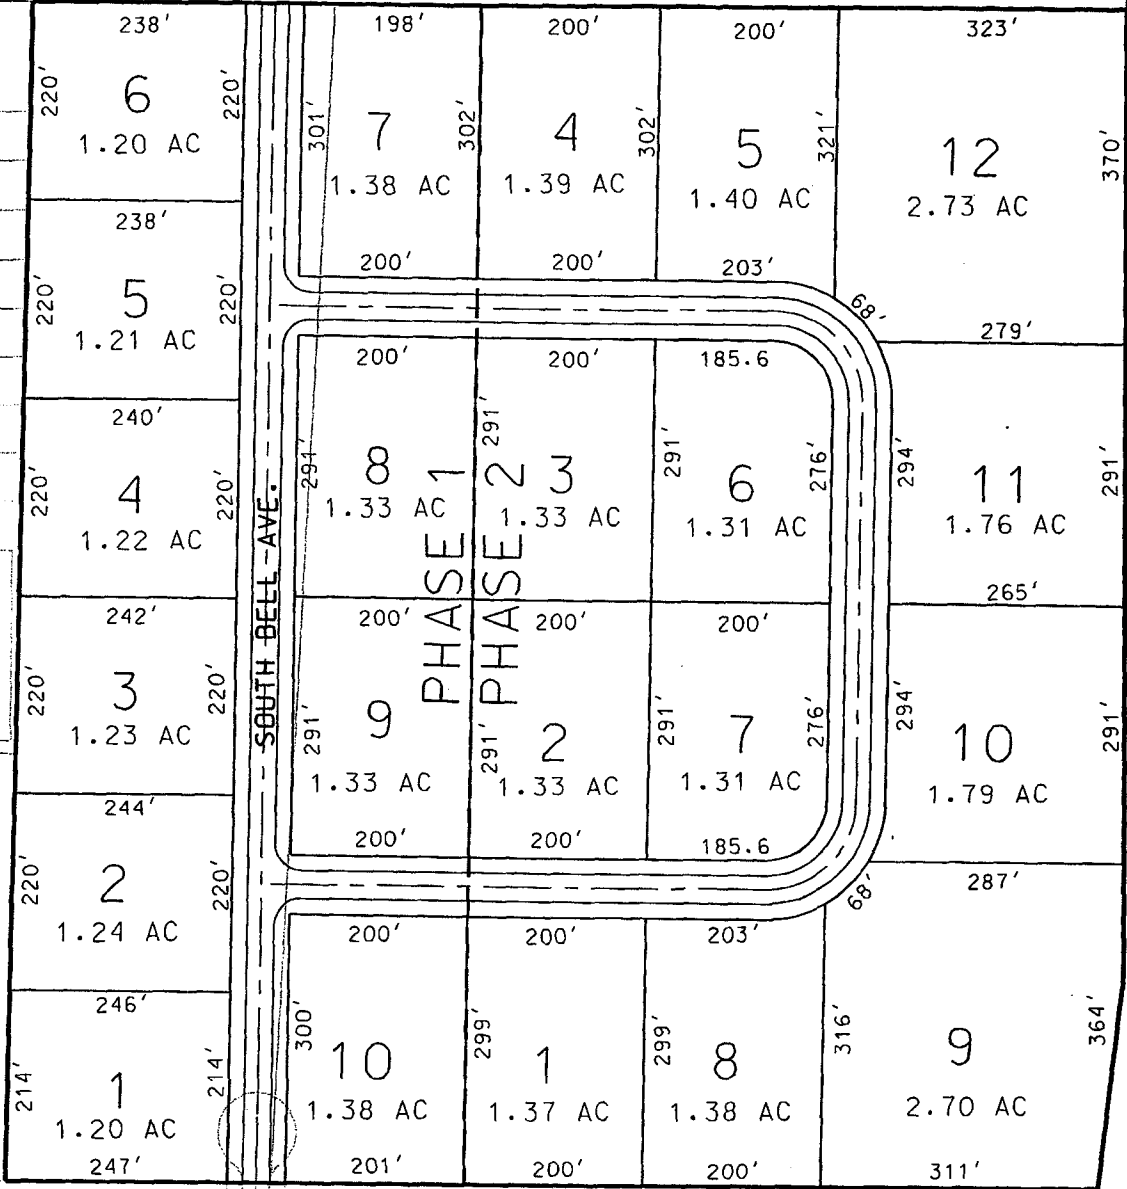 238' 198' 200' 200' 323'
220' 6 220' 301' 7 302' 4 302' 5 321' 12 370'
1.20 AC 1.38 AC 1.39 AC 1.40 AC 2.73 AC
238' 200' 200' 203' 68'
220' 5 220' 279'
1.21 AC 200' 200' 185.6
240' 291'
220' 4 220' 291' 8 3 291' 6 276' 294' 11 291'
1.22 AC 1.33 AC 1.33 AC 1.31 AC 1.76 AC
SOUTH BELL AVE.
PHASE 1
PHASE 2
242' 200' 200' 200' 265'
220' 3 220' 291' 9 291' 2 291' 7 276' 294' 10 291'
1.23 AC 1.33 AC 1.33 AC 1.31 AC 1.79 AC
244' 200' 200' 185.6
220' 2 220' 68' 287'
1.24 AC 200' 200' 203'
246'
214' 1 214' 300' 10 299' 1 299' 8 316' 9 364'
1.20 AC 1.38 AC 1.37 AC 1.38 AC 2.70 AC
247' 201' 200' 200' 311'